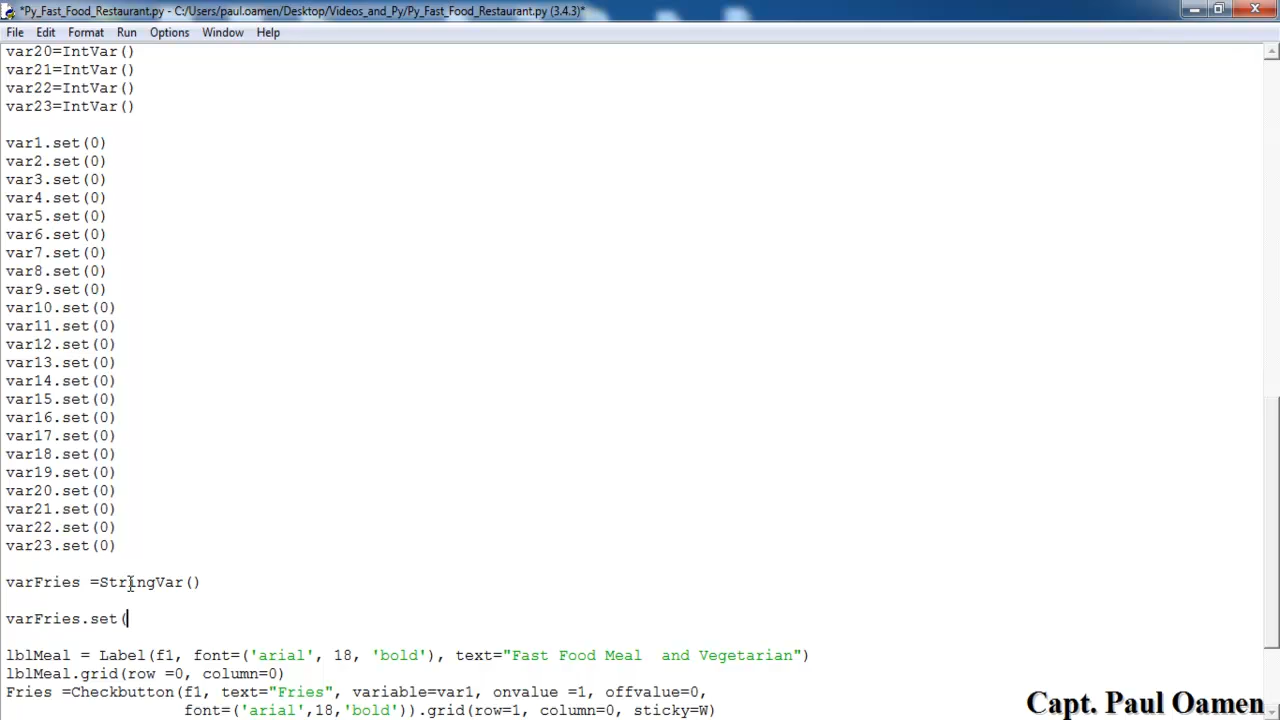 *Py_Fast_Food_Restaurant.py - C:/Users/paul.oamen/Desktop/Videos_and_Py/Py_Fast_Food_Restaurant.py (3.4.3)*
File Edit Format Run Options Window Help
var20=IntVar()
var21=IntVar()
var22=IntVar()
var23=IntVar()
var1.set(0)
var2.set(0)
var3.set(0)
var4.set(0)
var5.set(0)
var6.set(0)
var7.set(0)
var8.set(0)
var9.set(0)
var10.set(0)
var11.set(0)
var12.set(0)
var13.set(0)
var14.set(0)
var15.set(0)
var16.set(0)
var17.set(0)
var18.set(0)
var19.set(0)
var20.set(0)
var21.set(0)
var22.set(0)
var23.set(0)
varFries =StringVar()
varFries.set(
lblMeal = Label(f1, font=('arial', 18, 'bold'), text="Fast Food Meal  and Vegetarian")
lblMeal.grid(row =0, column=0)
Fries =Checkbutton(f1, text="Fries", variable=var1, onvalue =1, offvalue=0,
font=('arial',18,'bold')).grid(row=1, column=0, sticky=W)
Capt. Paul Oamen